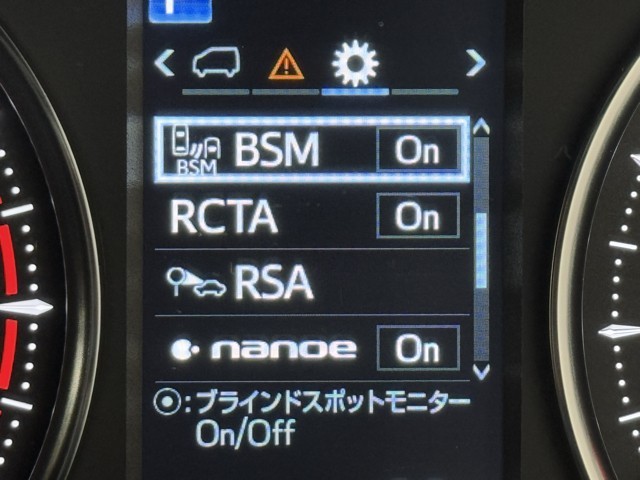 BSM BSM On
RCTA On
RSA
nanoe On
◉:ブラインドスポットモニター
On/Off